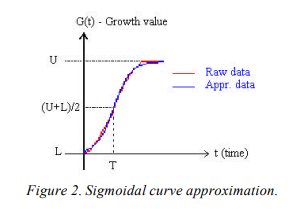 G(t) - Growth value
U
Raw data
Appr. data
(U+L)/2
L
t (time)
T
Figure 2. Sigmoidal curve approximation.